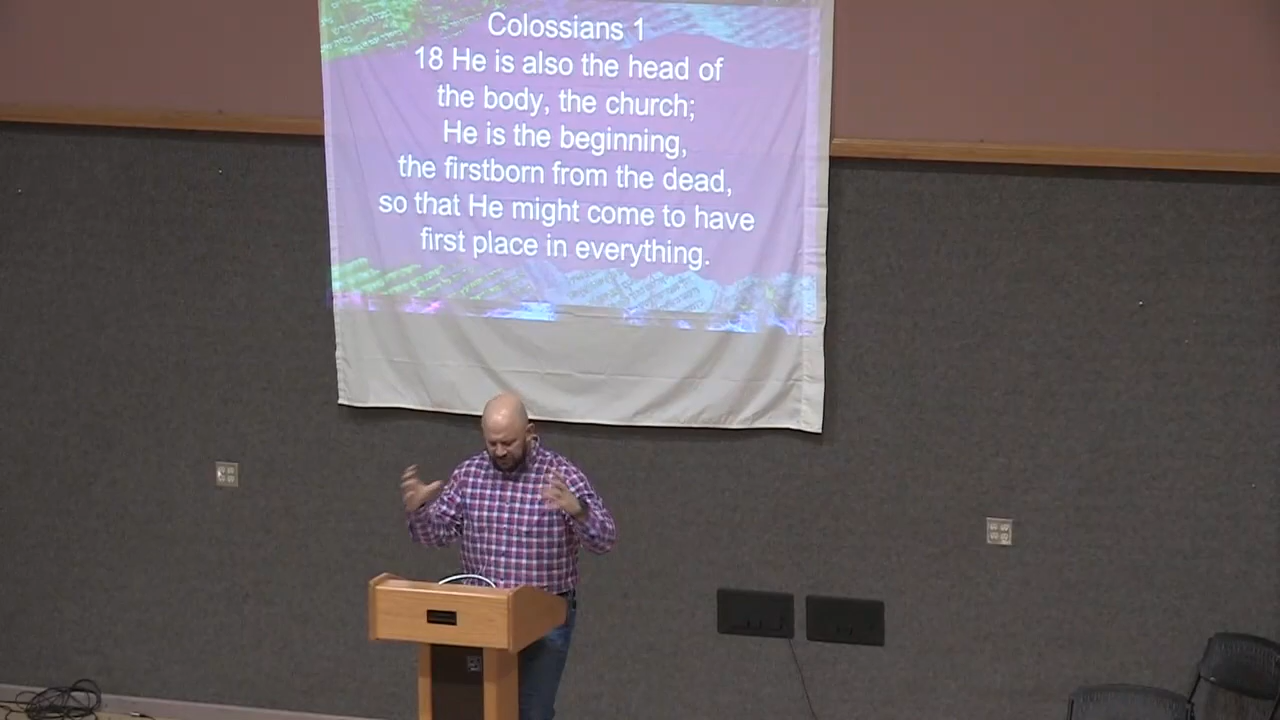 Colossians 1
18 He is also the head of
the body, the church;
He is the beginning,
the firstborn from the dead,
so that He might come to have
first place in everything.